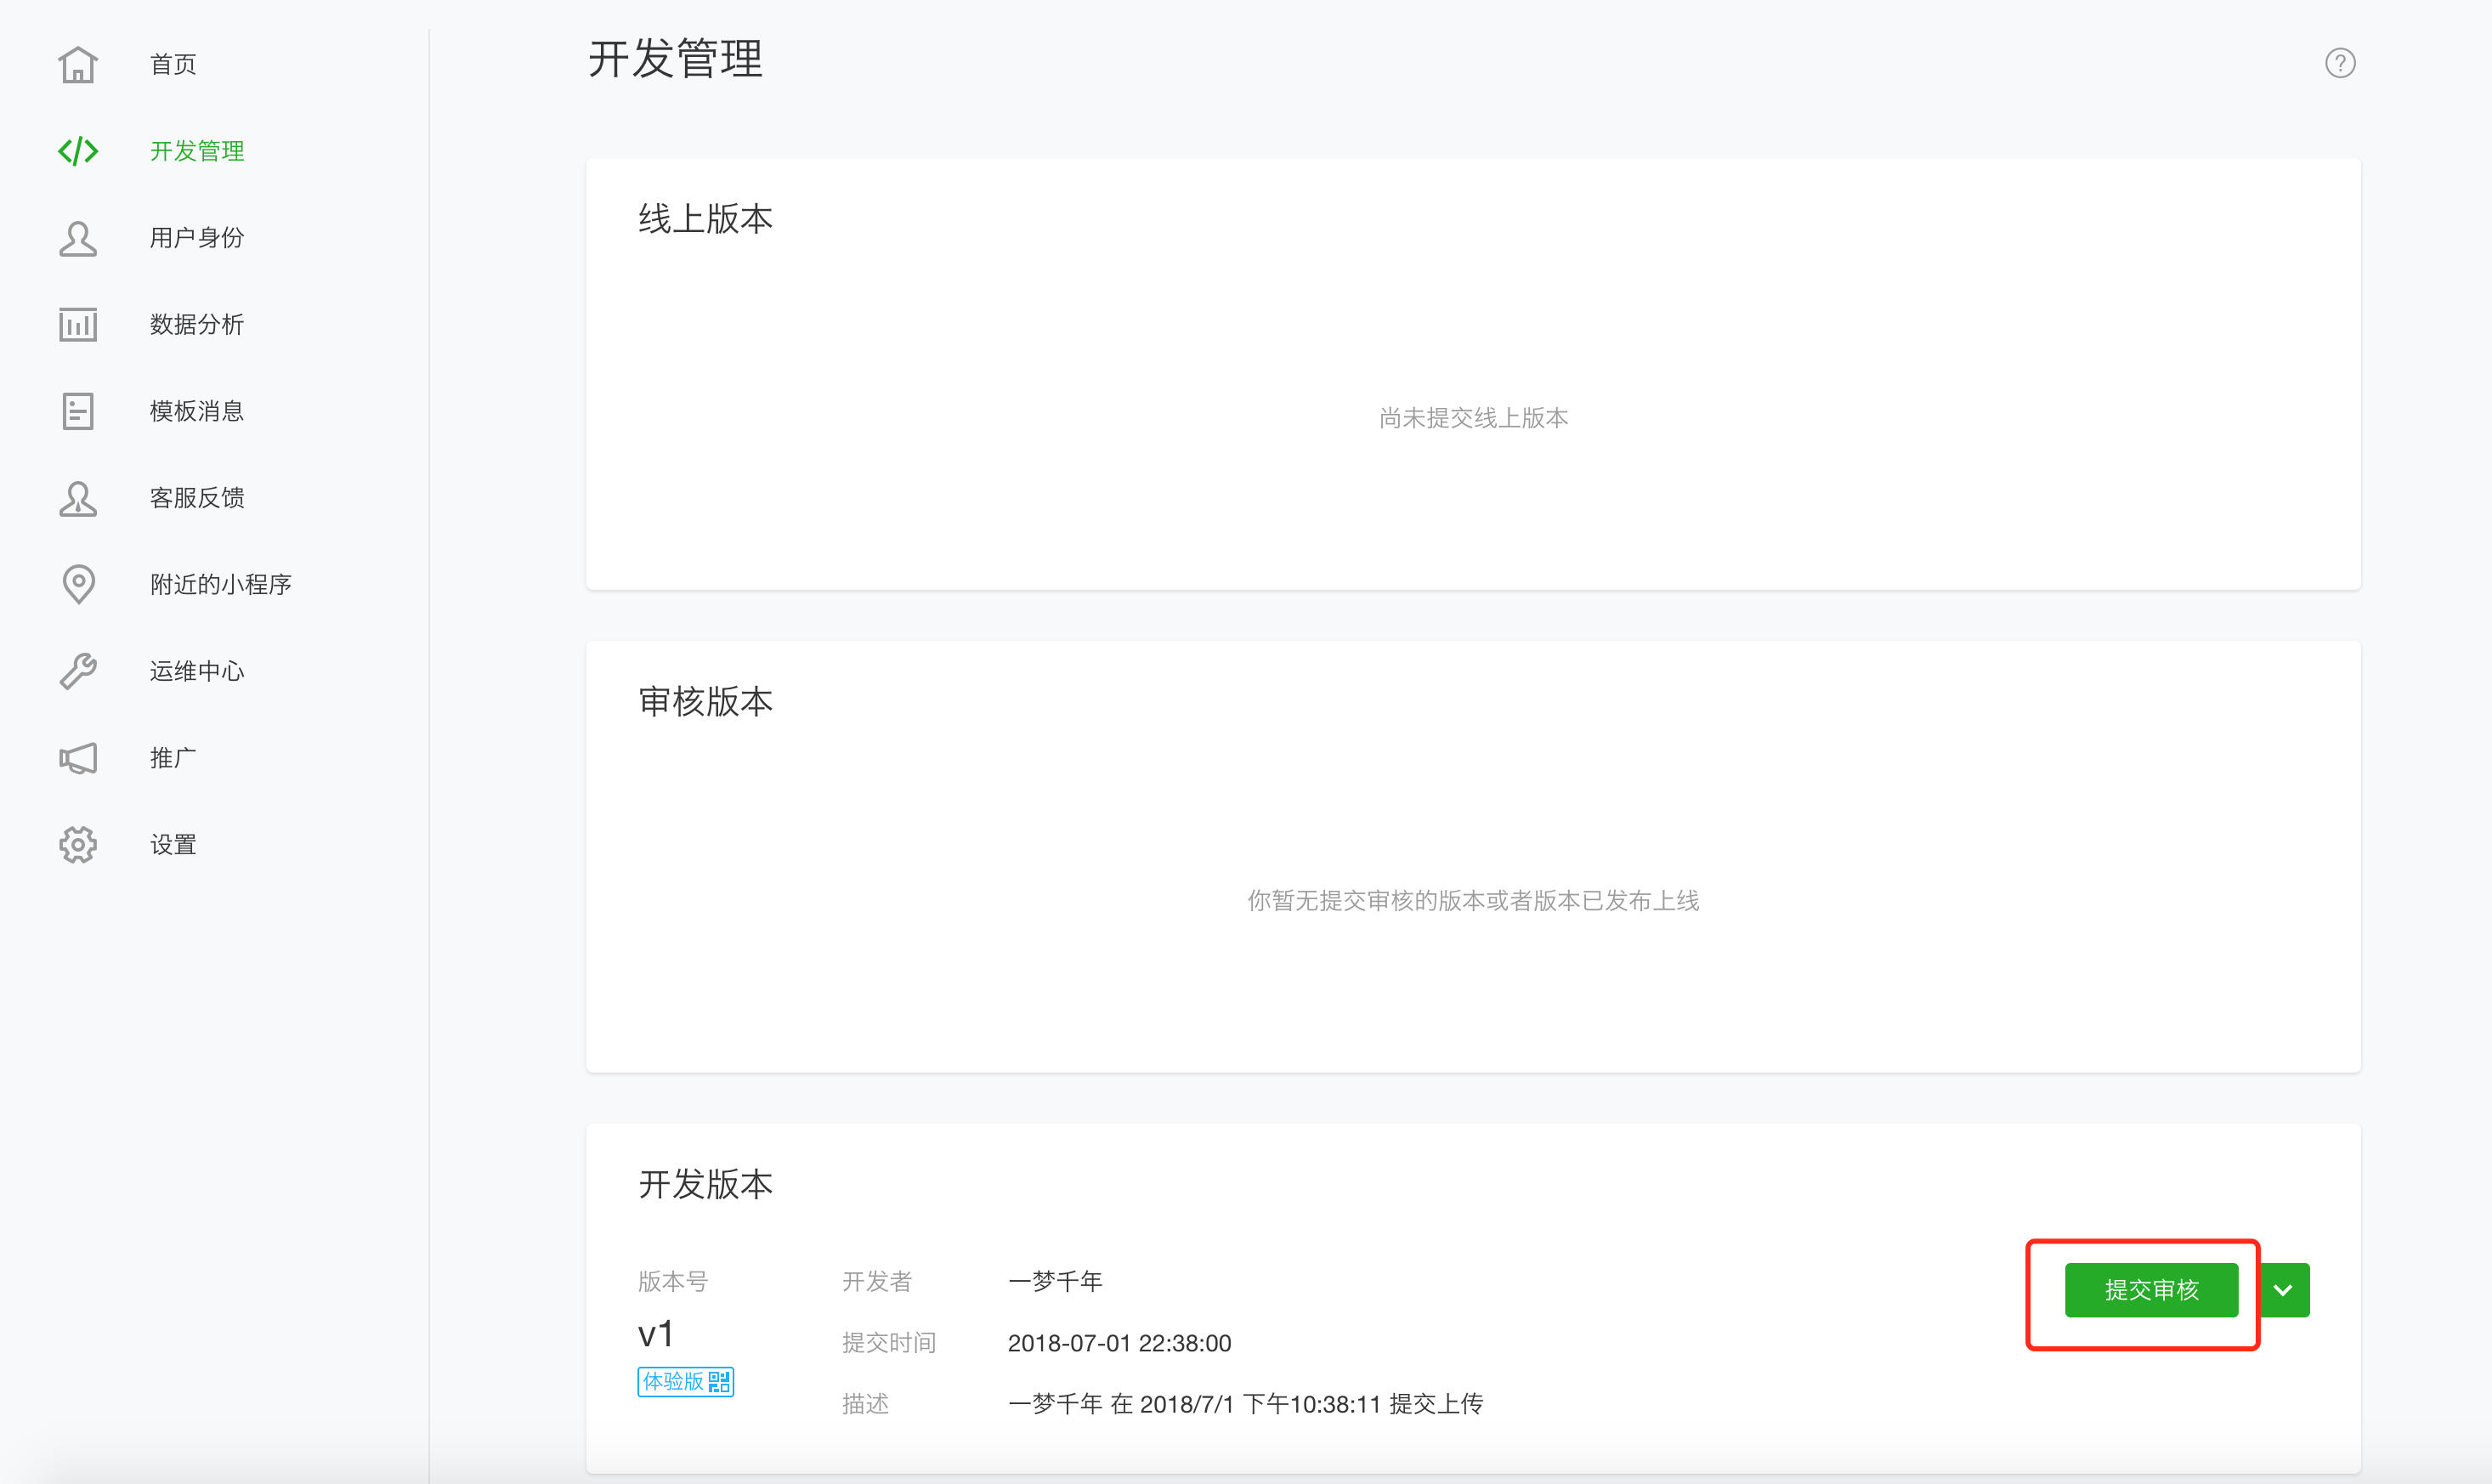 首页
开发管理
用户身份
数据分析
模板消息
客服反馈
附近的小程序
运维中心
推广
设置
开发管理
?
线上版本
尚未提交线上版本
审核版本
你暂无提交审核的版本或者版本已发布上线
开发版本
版本号
v1
体验版
开发者 一梦千年
提交时间 2018-07-01 22:38:00
描述 一梦千年 在 2018/7/1 下午10:38:11 提交上传
提交审核